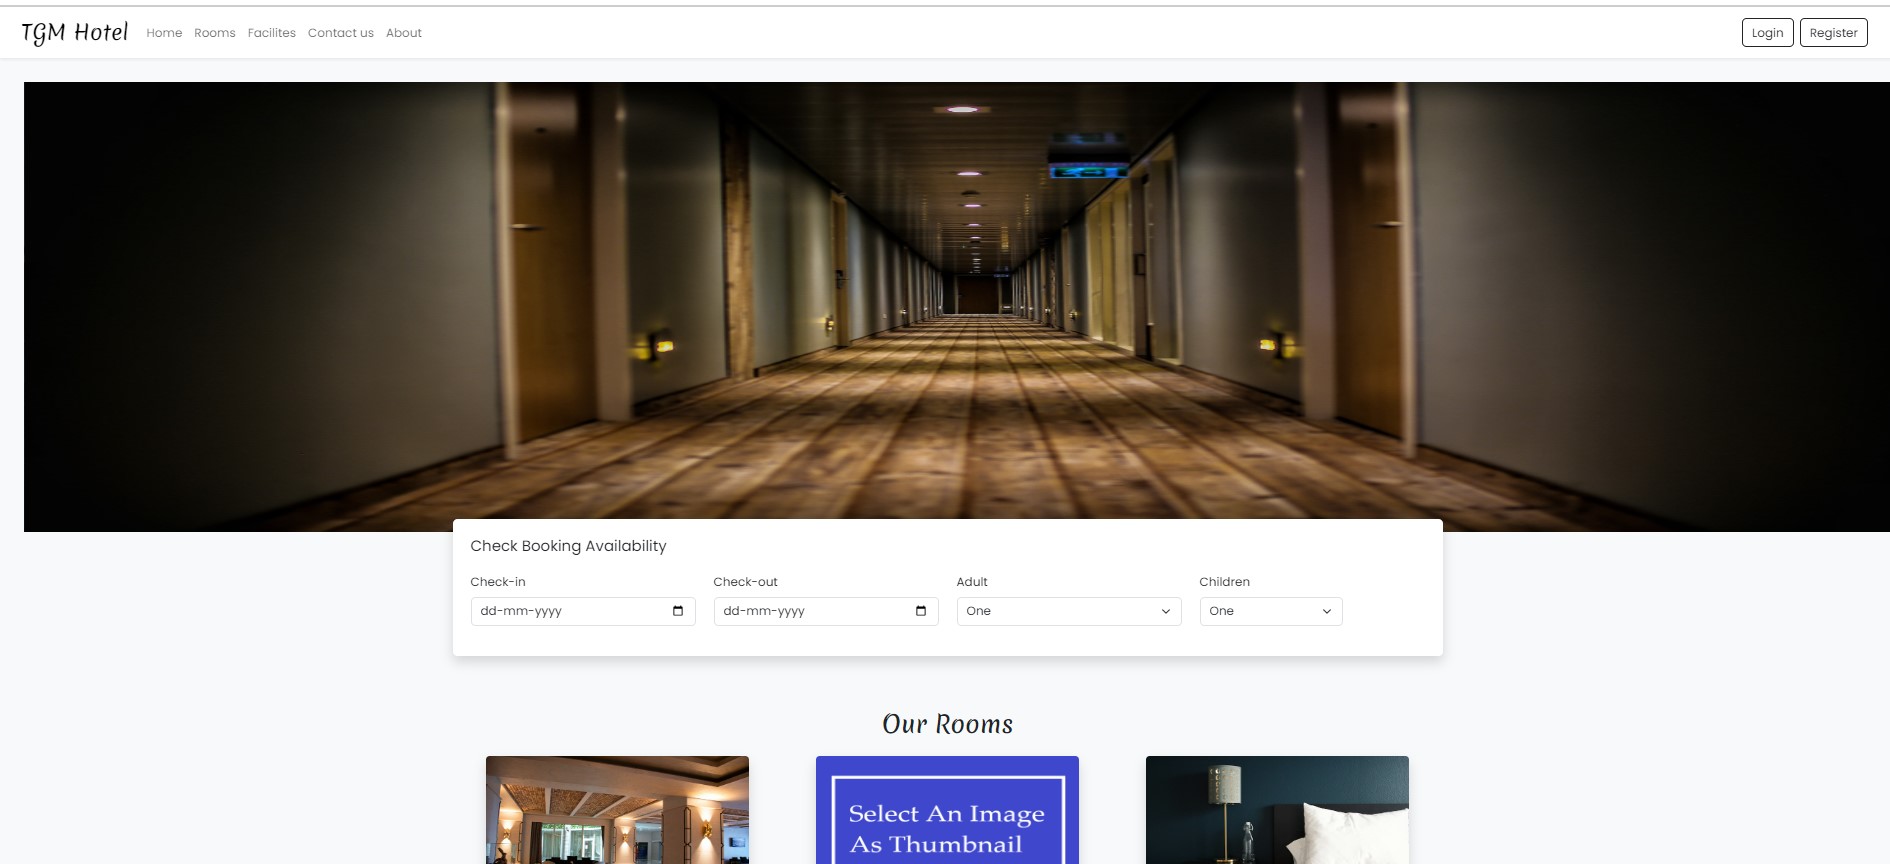 TGM Hotel Home Rooms Facilites Contact us About Login Register
Check Booking Availability
Check-in Check-out Adult Children
dd-mm-yyyy dd-mm-yyyy One One
Our Rooms
Select An Image
As Thumbnail